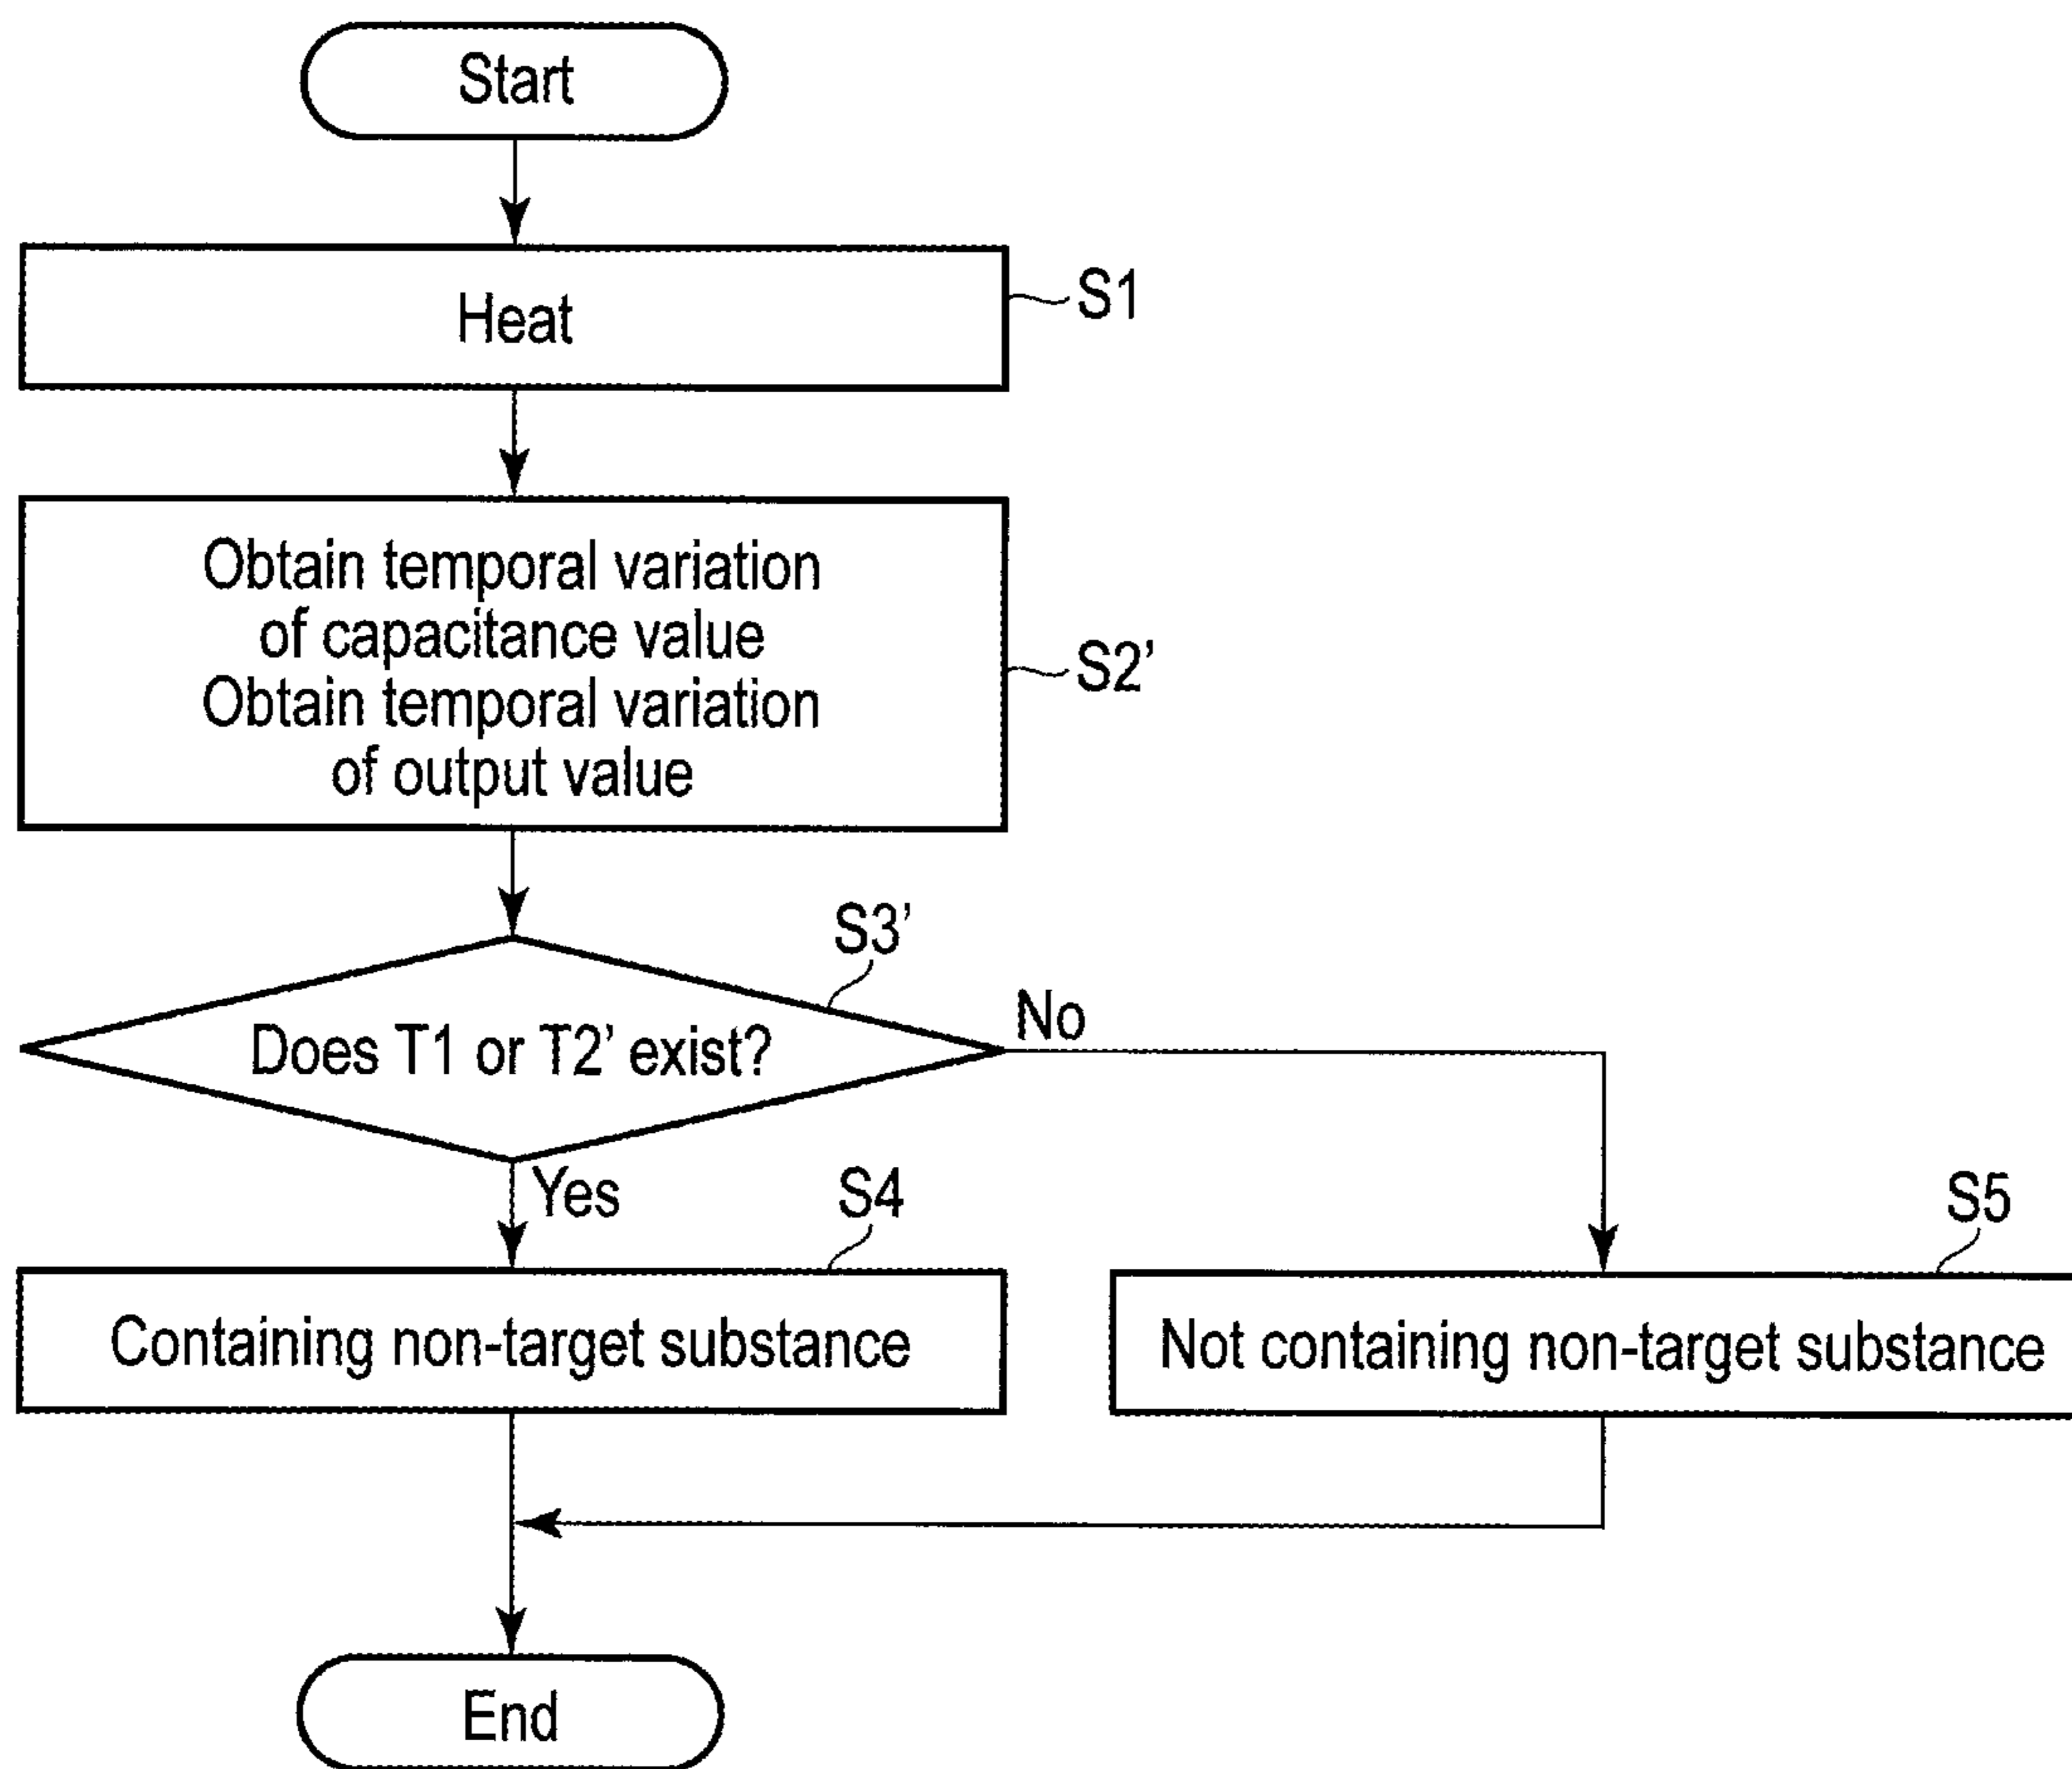 Start
Heat
S1
Obtain temporal variation
of capacitance value
Obtain temporal variation
of output value
S2’
S3’
Does T1 or T2’ exist?
No
Yes
S4
S5
Containing non-target substance
Not containing non-target substance
End